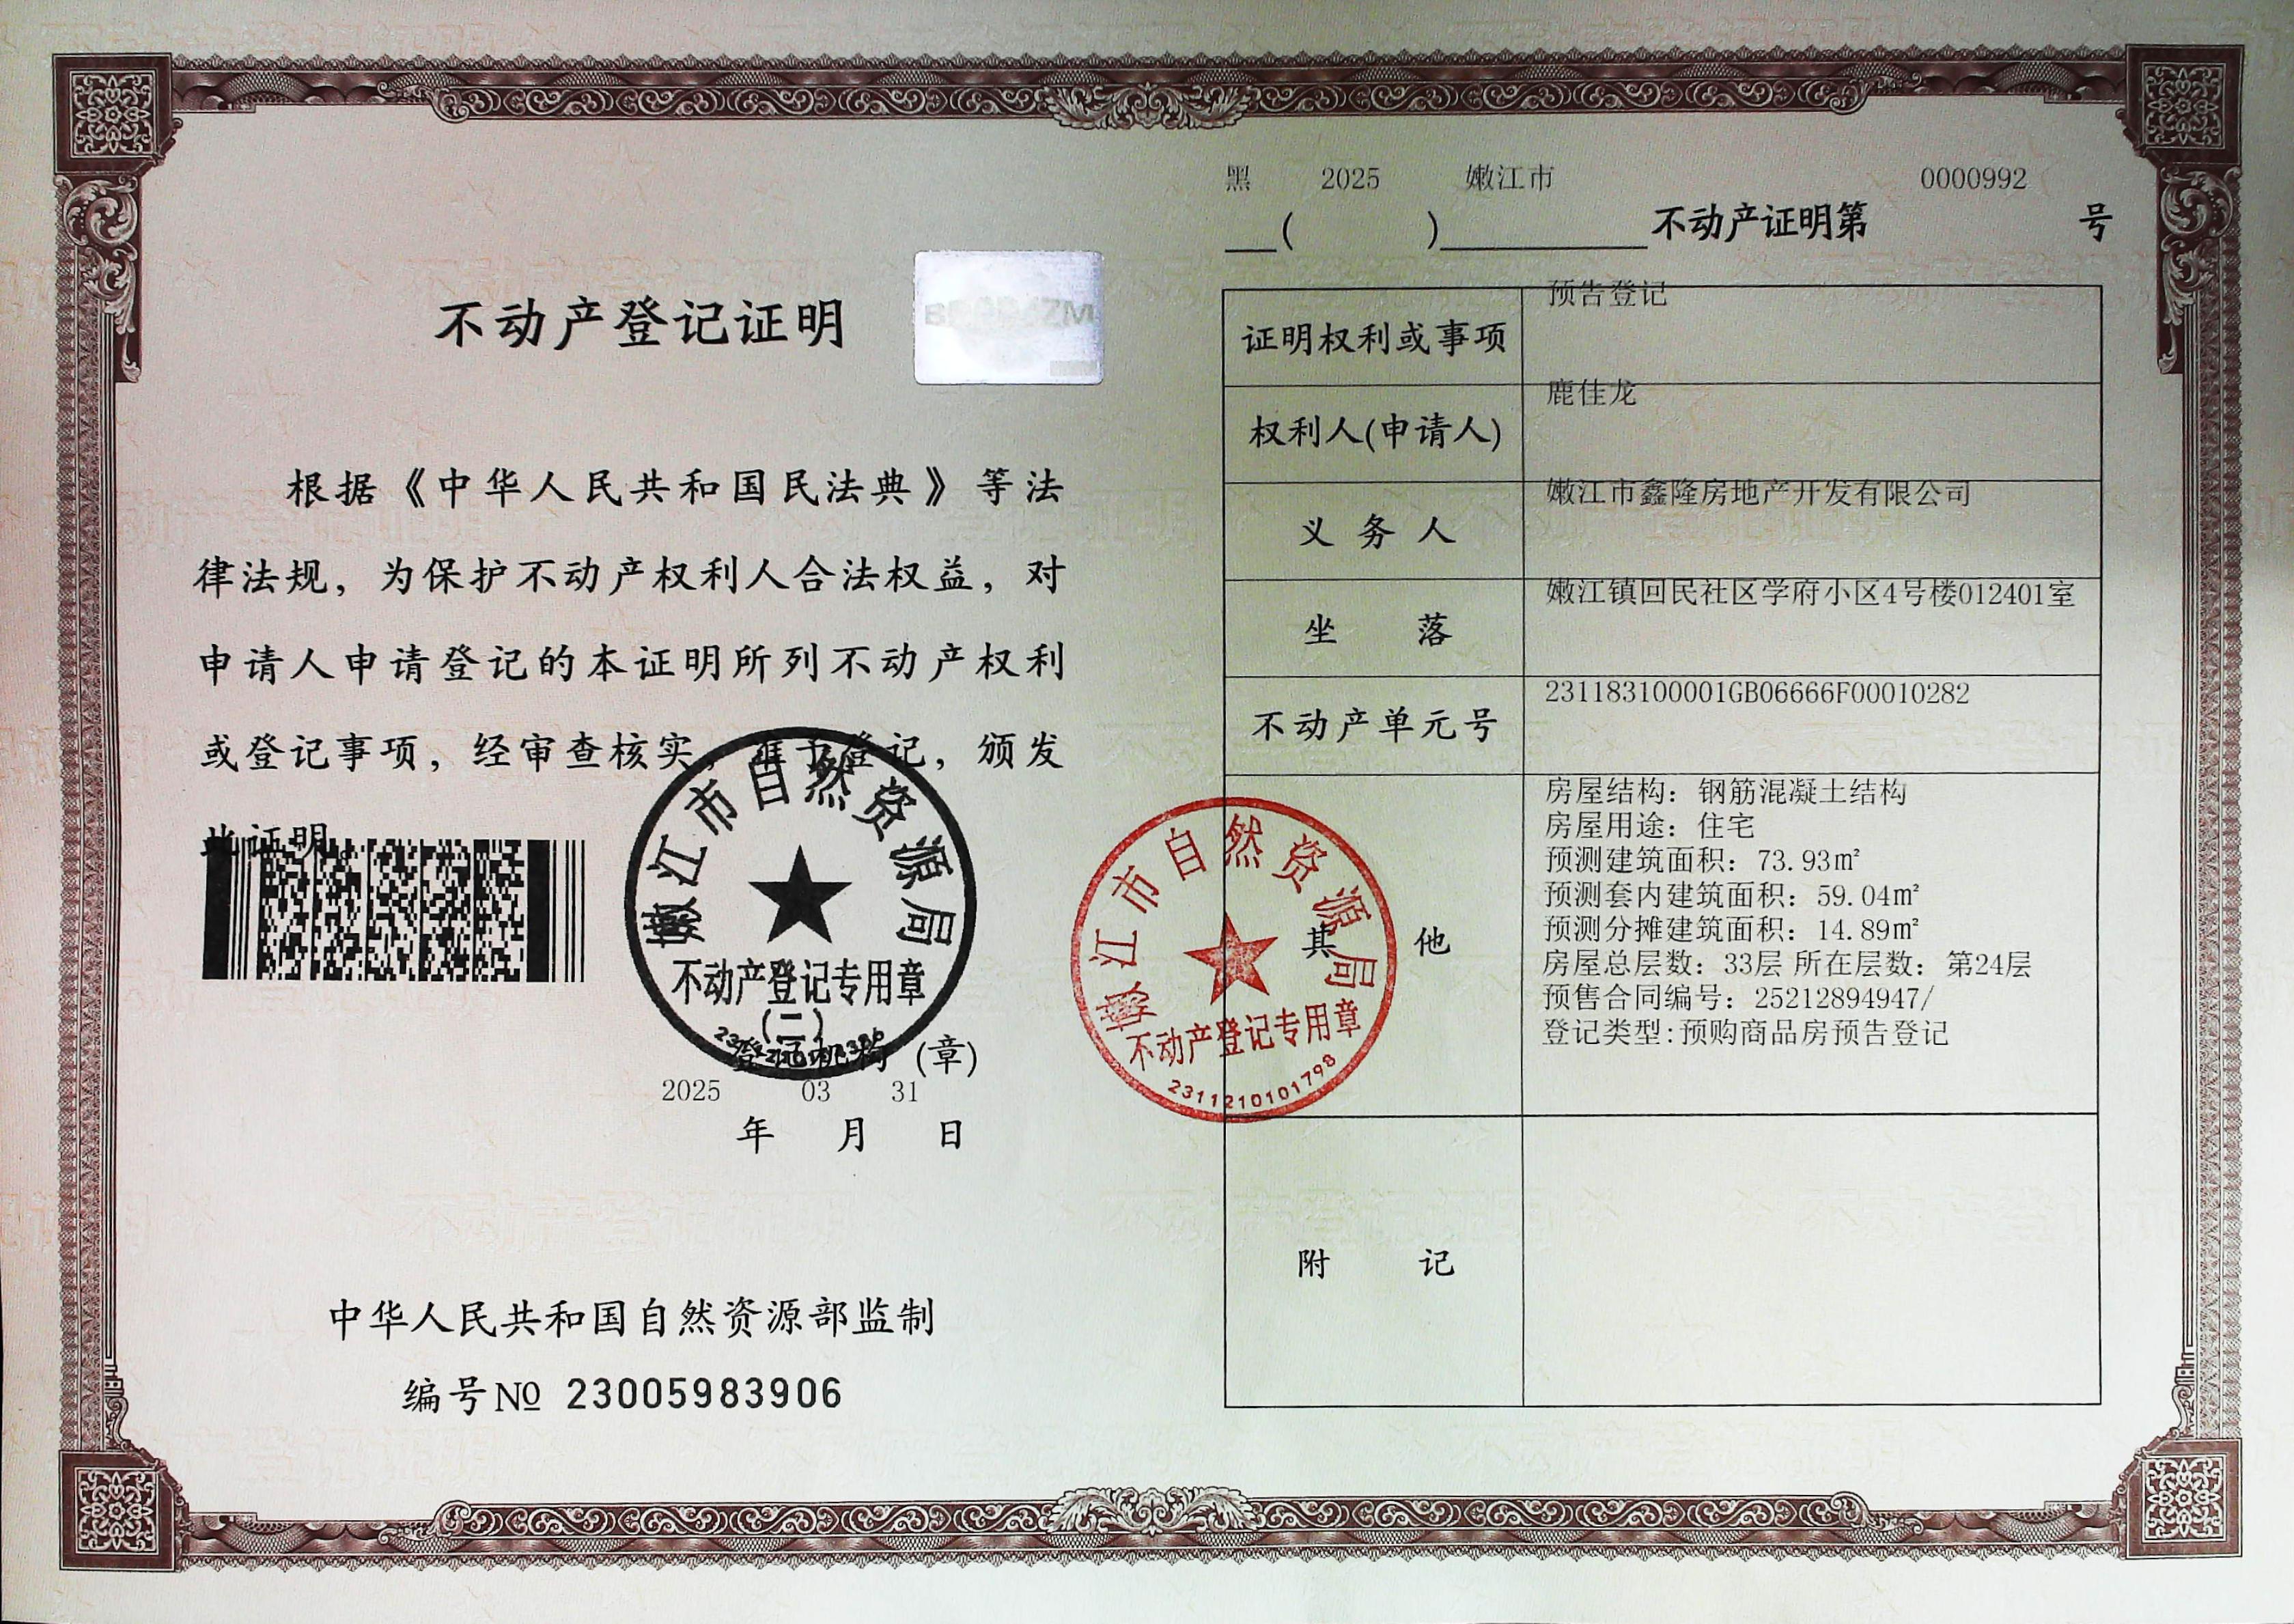 不动产登记证明
根据《中华人民共和国民法典》等法
律法规，为保护不动产权利人合法权益，对
申请人申请登记的本证明所列不动产权利
或登记事项，经审查核实，准予登记，颁发
此证明。
嫩江市自然资源局
不动产登记专用章
(二)
登记机构 (章)
2025 03 31
年 月 日
中华人民共和国自然资源部监制
编号№ 23005983906
黑 2025 嫩江市 0000992
( ) 不动产证明第 号
证明权利或事项 预告登记
权利人(申请人) 鹿佳龙
义务人 嫩江市鑫隆房地产开发有限公司
坐落 嫩江镇回民社区学府小区4号楼012401室
不动产单元号 231183100001GB06666F00010282
其他
房屋结构：钢筋混凝土结构
房屋用途：住宅
预测建筑面积：73.93㎡
预测套内建筑面积：59.04㎡
预测分摊建筑面积：14.89㎡
房屋总层数：33层 所在层数：第24层
预售合同编号：25212894947/
登记类型:预购商品房预告登记
附记
嫩江市自然资源局
不动产登记专用章
2311210101798